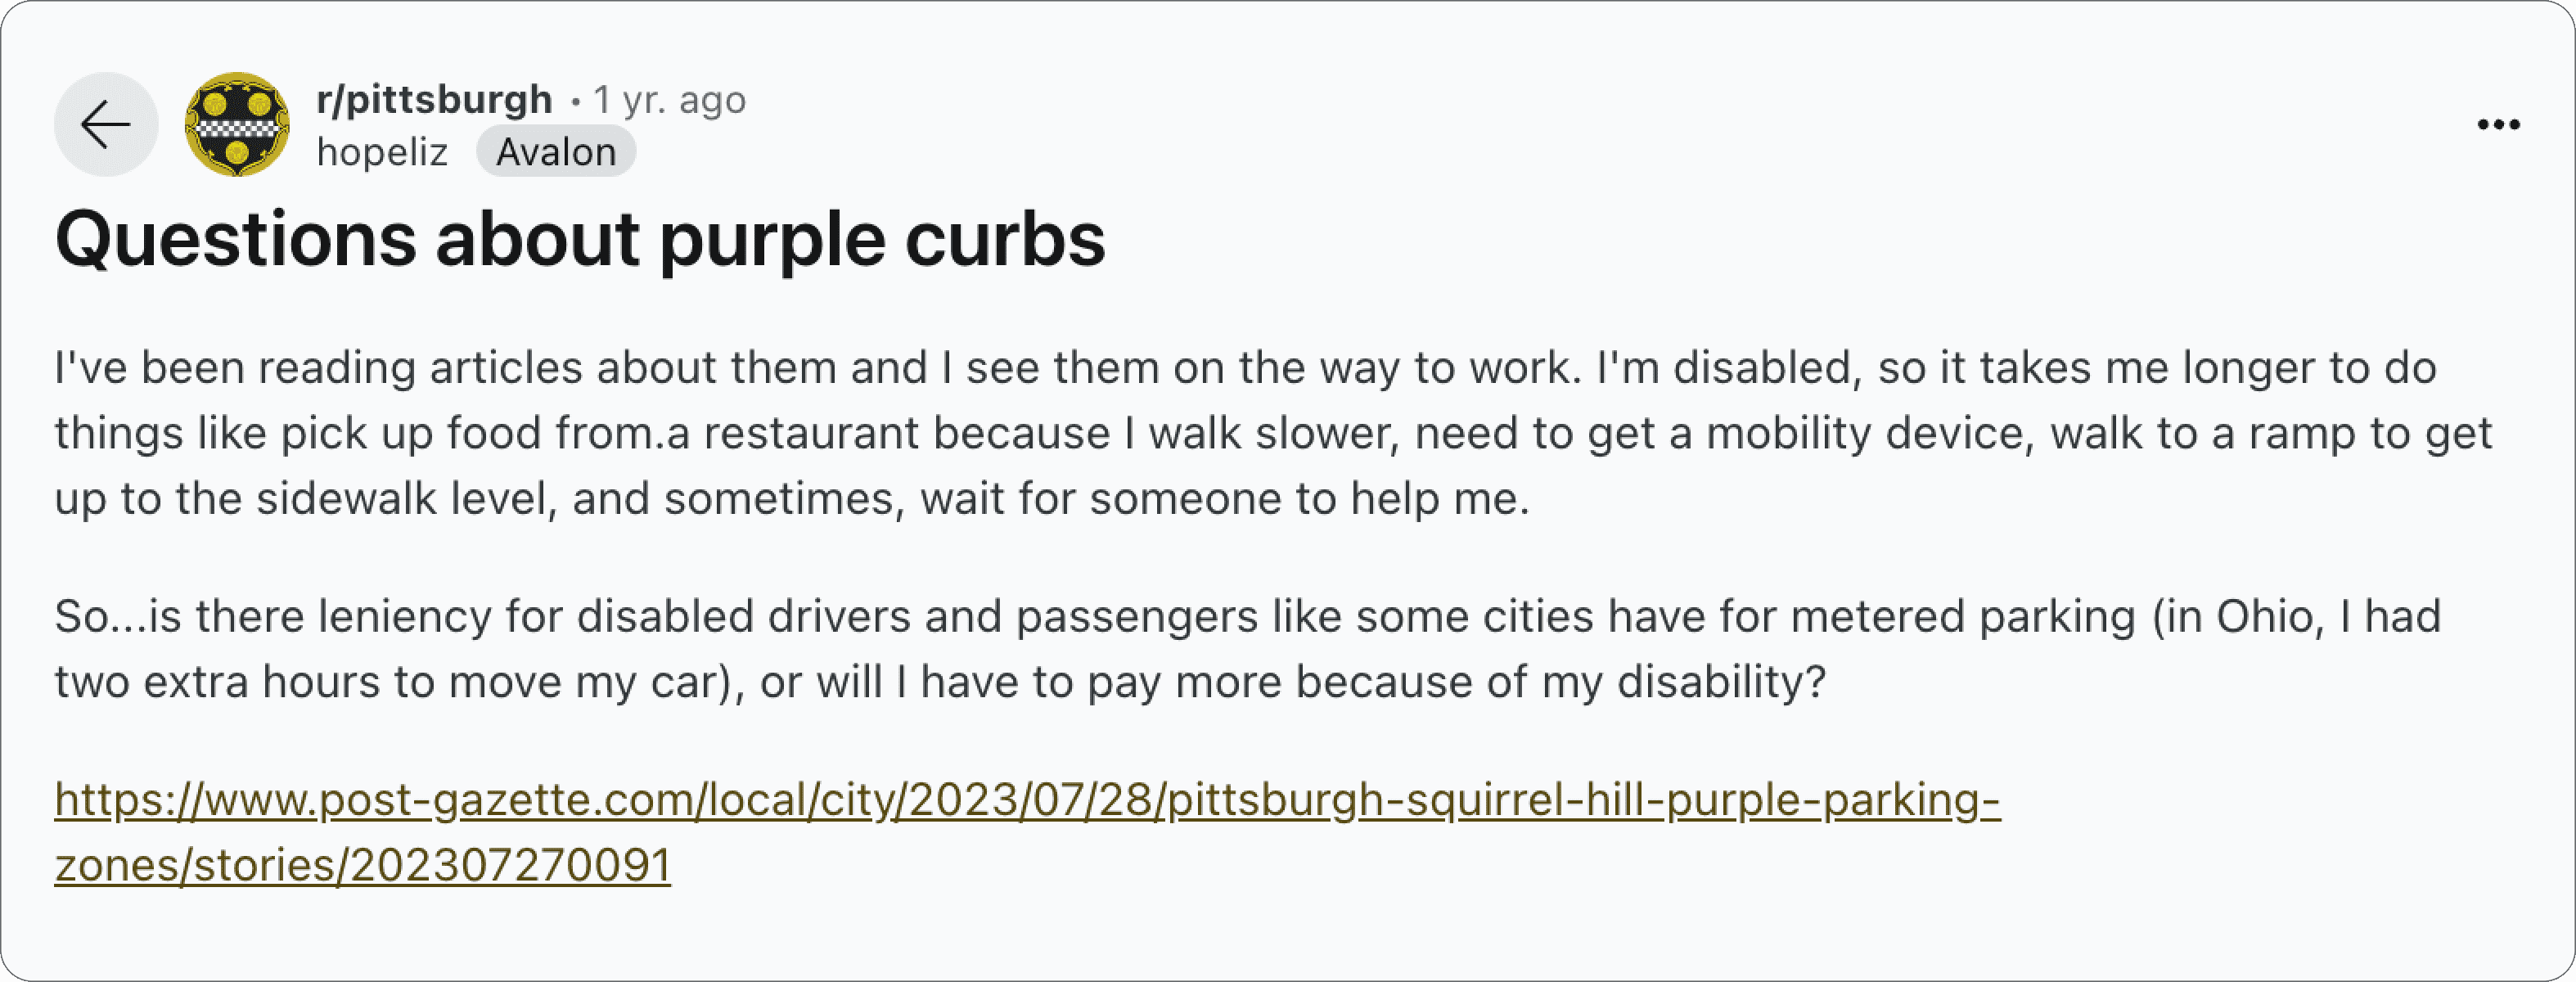 r/pittsburgh • 1 yr. ago
hopeliz Avalon
Questions about purple curbs
I've been reading articles about them and I see them on the way to work. I'm disabled, so it takes me longer to do
things like pick up food from.a restaurant because I walk slower, need to get a mobility device, walk to a ramp to get
up to the sidewalk level, and sometimes, wait for someone to help me.
So...is there leniency for disabled drivers and passengers like some cities have for metered parking (in Ohio, I had
two extra hours to move my car), or will I have to pay more because of my disability?
https://www.post-gazette.com/local/city/2023/07/28/pittsburgh-squirrel-hill-purple-parking-
zones/stories/202307270091